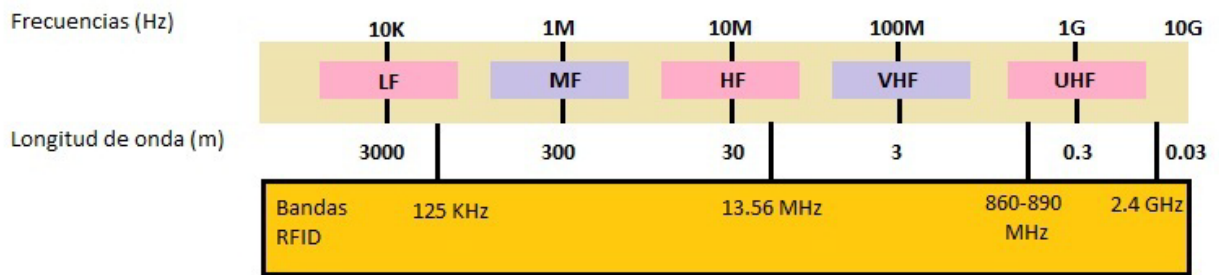 Frecuencias (Hz)
10K 1M 10M 100M 1G 10G
LF MF HF VHF UHF
Longitud de onda (m)
3000 300 30 3 0.3 0.03
Bandas
RFID
125 KHz 13.56 MHz 860-890
MHz
2.4 GHz